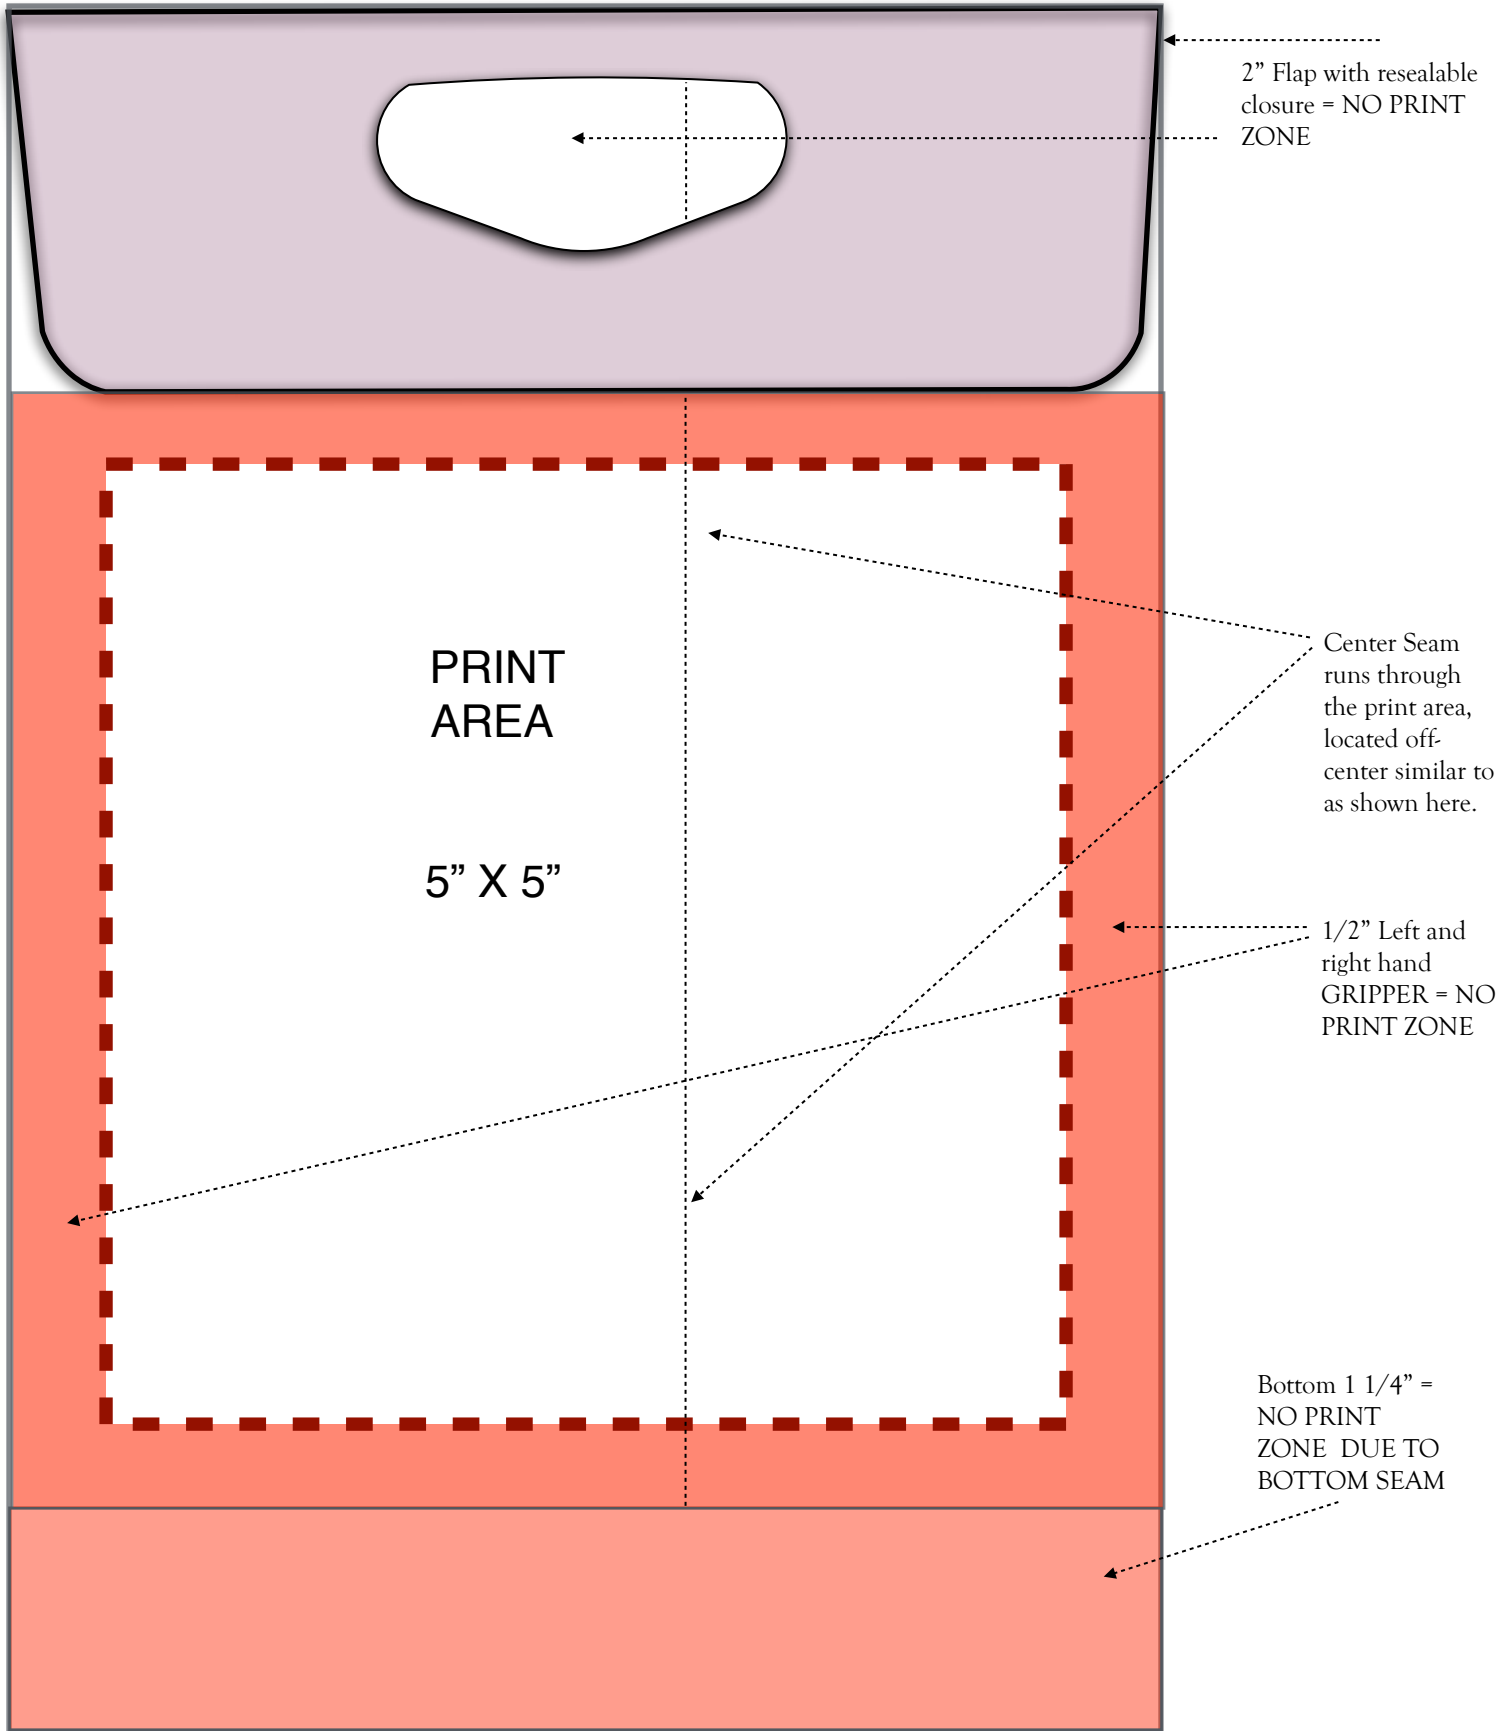 2” Flap with resealable
closure = NO PRINT
ZONE
PRINT
AREA
5” X 5”
Center Seam
runs through
the print area,
located off-
center similar to
as shown here.
1/2” Left and
right hand
GRIPPER = NO
PRINT ZONE
Bottom 1 1/4” =
NO PRINT
ZONE  DUE TO
BOTTOM SEAM